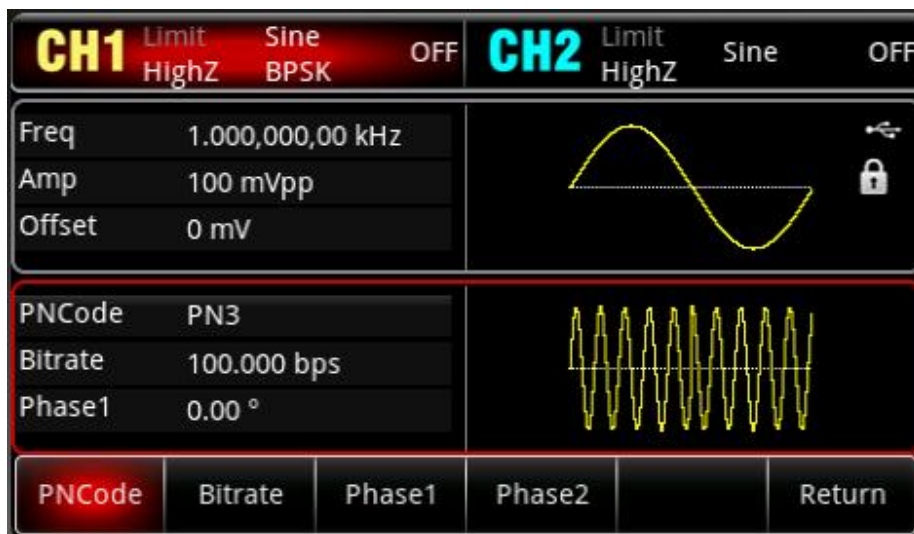 CH1 Limit Sine OFF CH2 Limit Sine OFF
HighZ BPSK HighZ
Freq 1.000,000,00 kHz
Amp 100 mVpp
Offset 0 mV
PNCode PN3
Bitrate 100.000 bps
Phase1 0.00 °
PNCode Bitrate Phase1 Phase2 Return